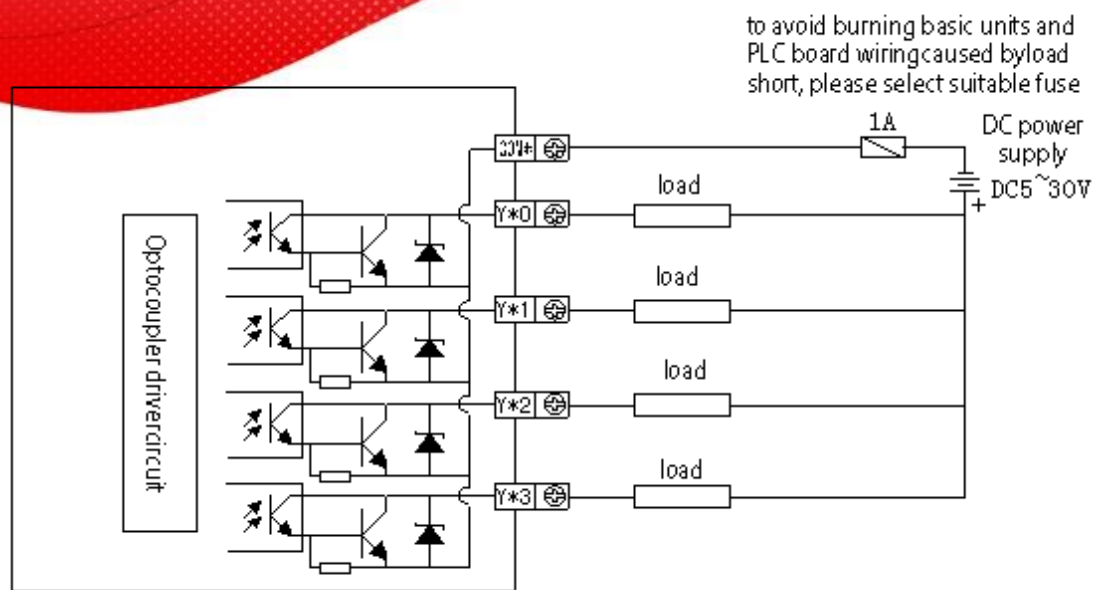 to avoid burning basic units and
PLC board wiringcaused byload
short, please select suitable fuse
1A
DC power
supply
DC5~30V
+
load
Y*0
load
Y*1
load
Y*2
load
Y*3
Optocoupler drivercircuit